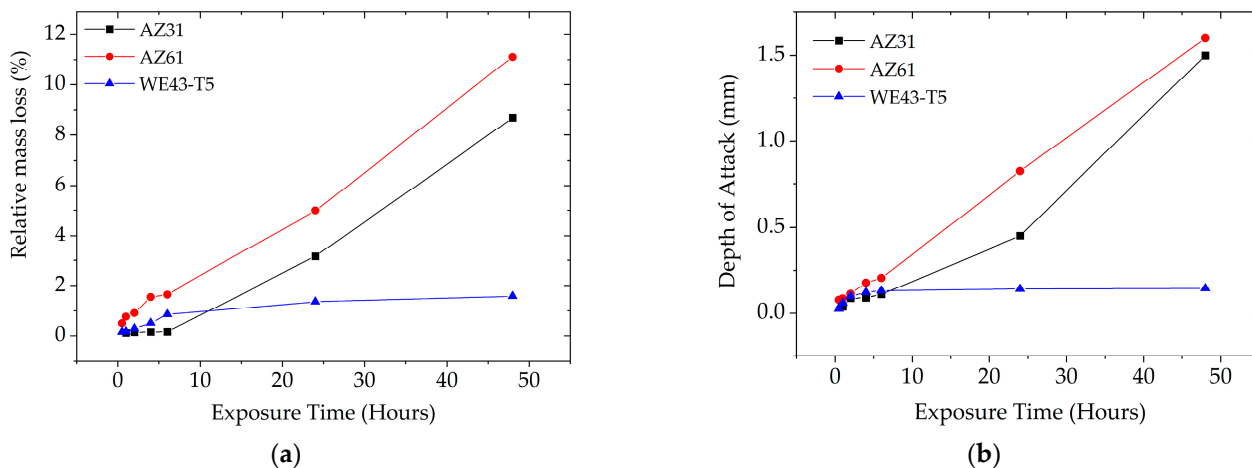 12
10
8
6
4
2
0
Relative mass loss (%)
AZ31
AZ61
WE43-T5
0 10 20 30 40 50
Exposure Time (Hours)
(a)
1.5
1.0
0.5
0.0
Depth of Attack (mm)
AZ31
AZ61
WE43-T5
0 10 20 30 40 50
Exposure Time (Hours)
(b)